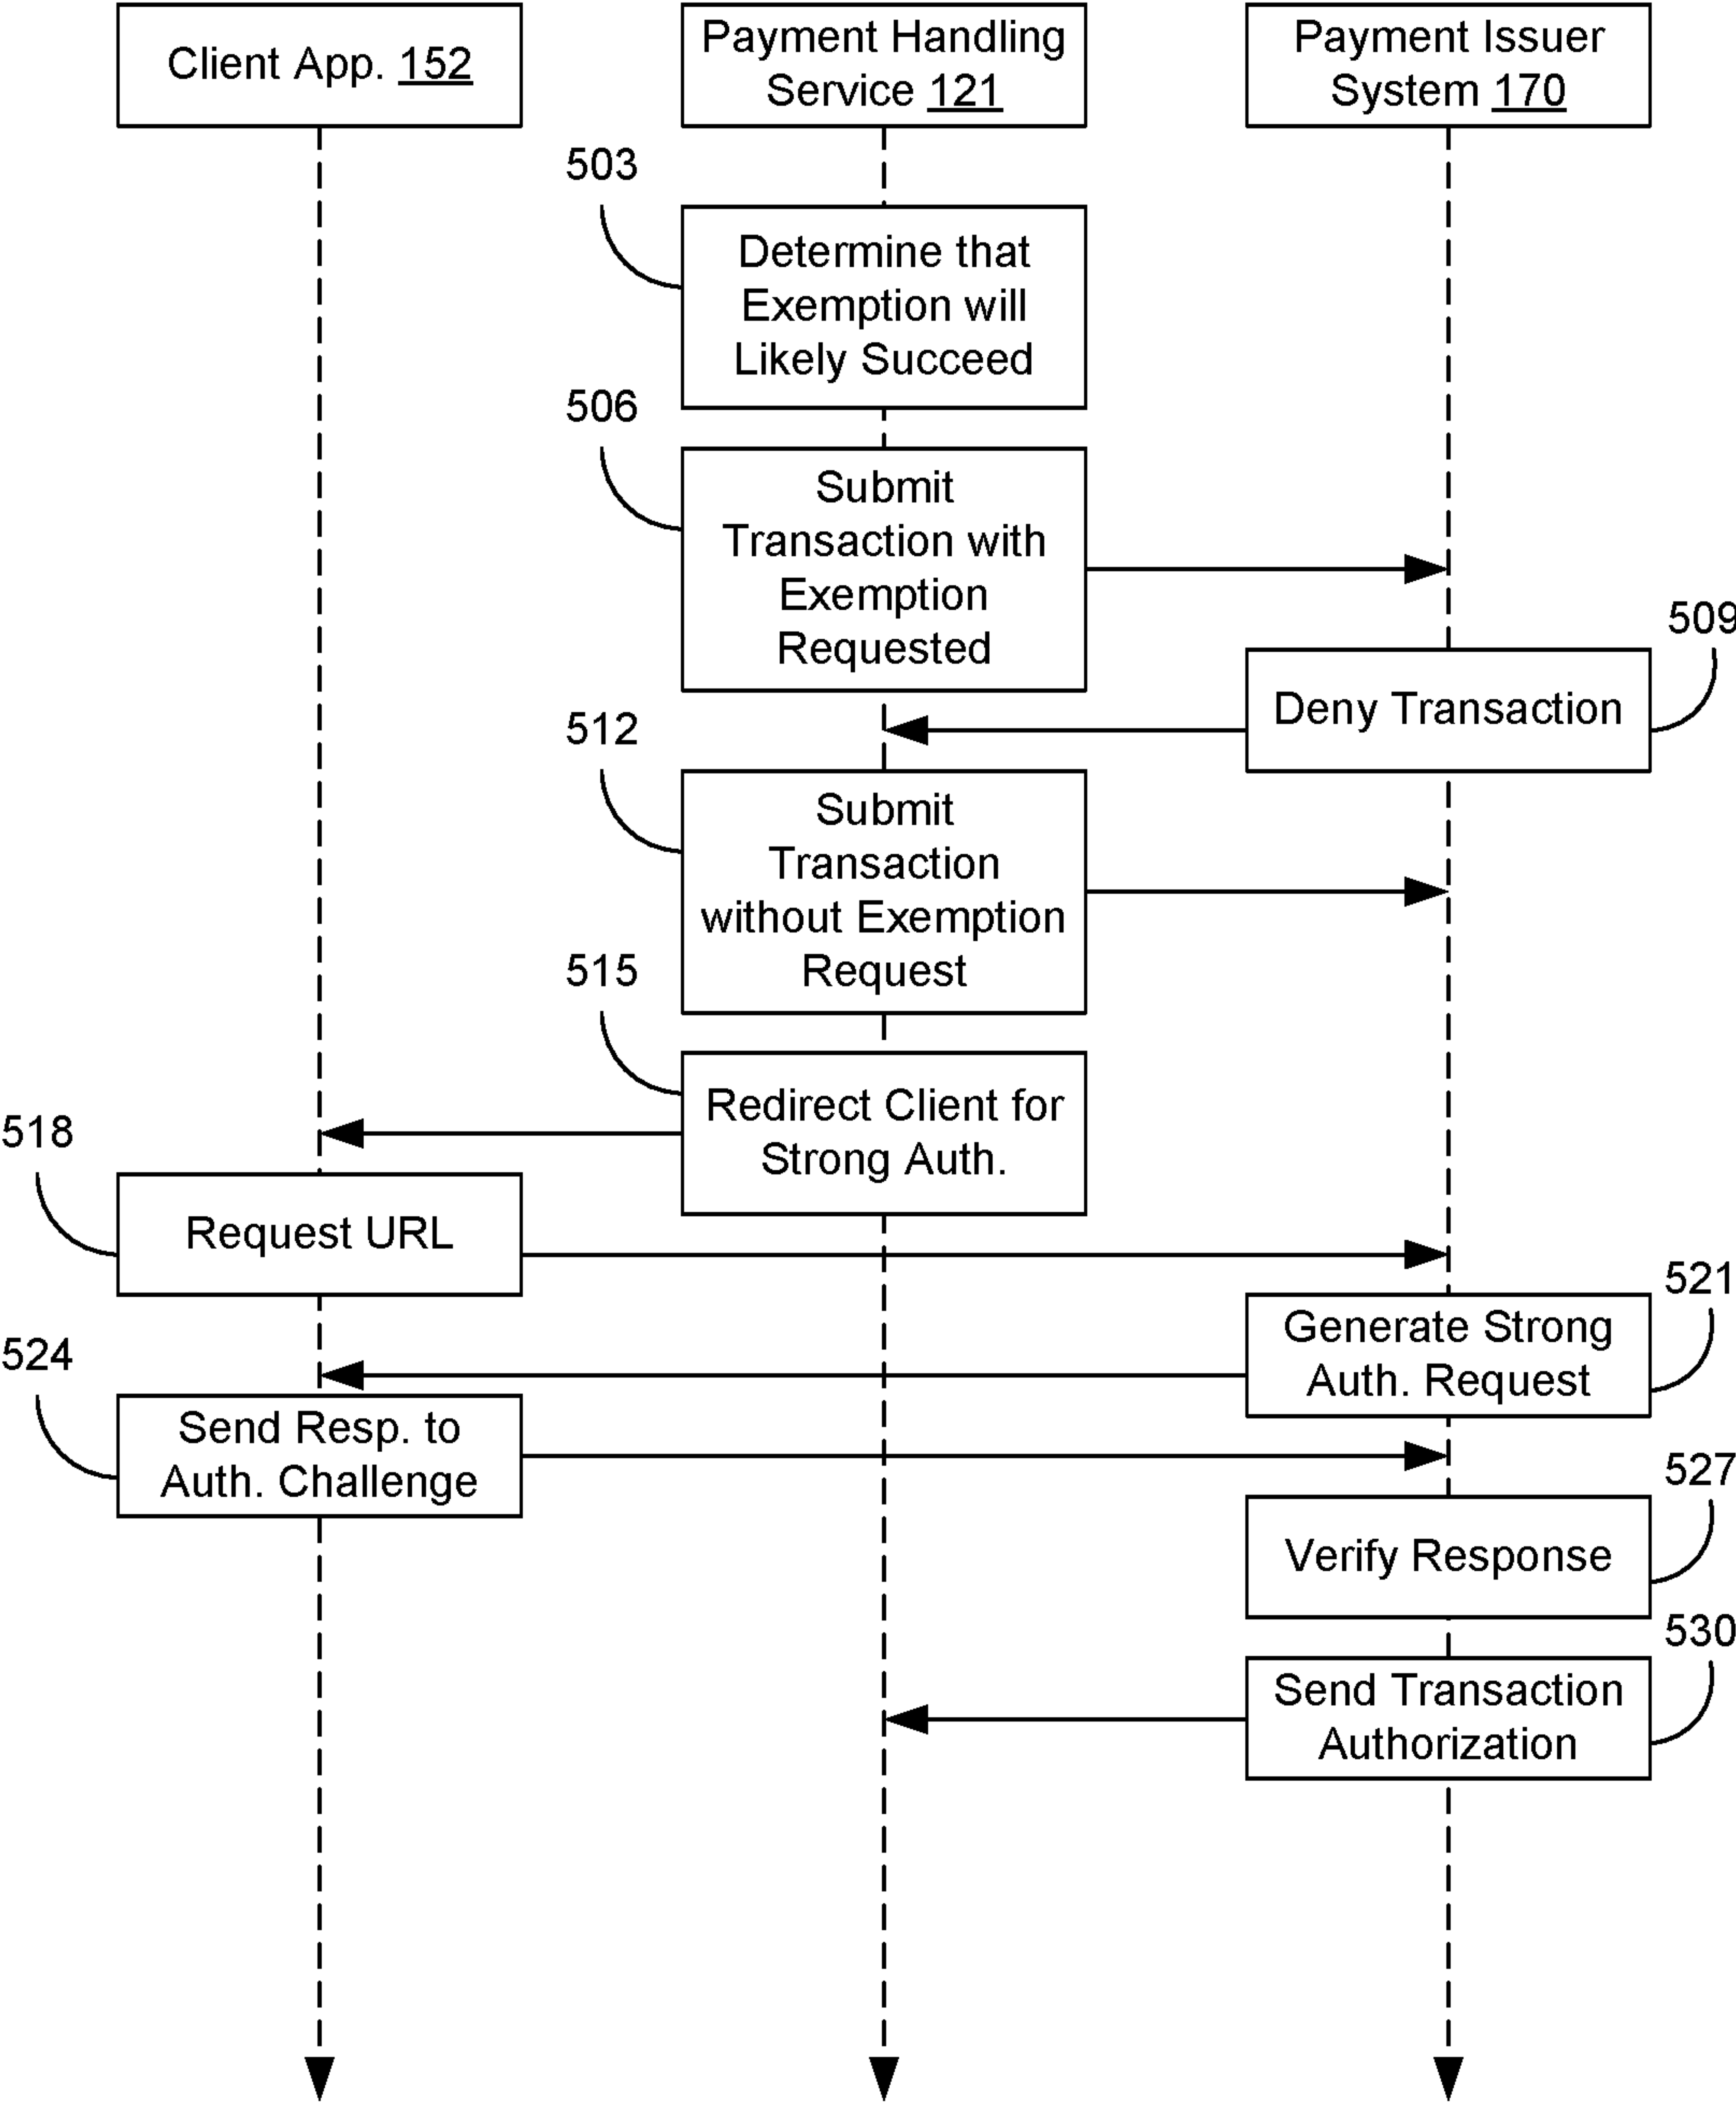 Client App. 152
Payment Handling
Service 121
Payment Issuer
System 170
503
Determine that
Exemption will
Likely Succeed
506
Submit
Transaction with
Exemption
Requested
509
Deny Transaction
512
Submit
Transaction
without Exemption
Request
515
Redirect Client for
Strong Auth.
518
Request URL
521
Generate Strong
Auth. Request
524
Send Resp. to
Auth. Challenge
527
Verify Response
530
Send Transaction
Authorization